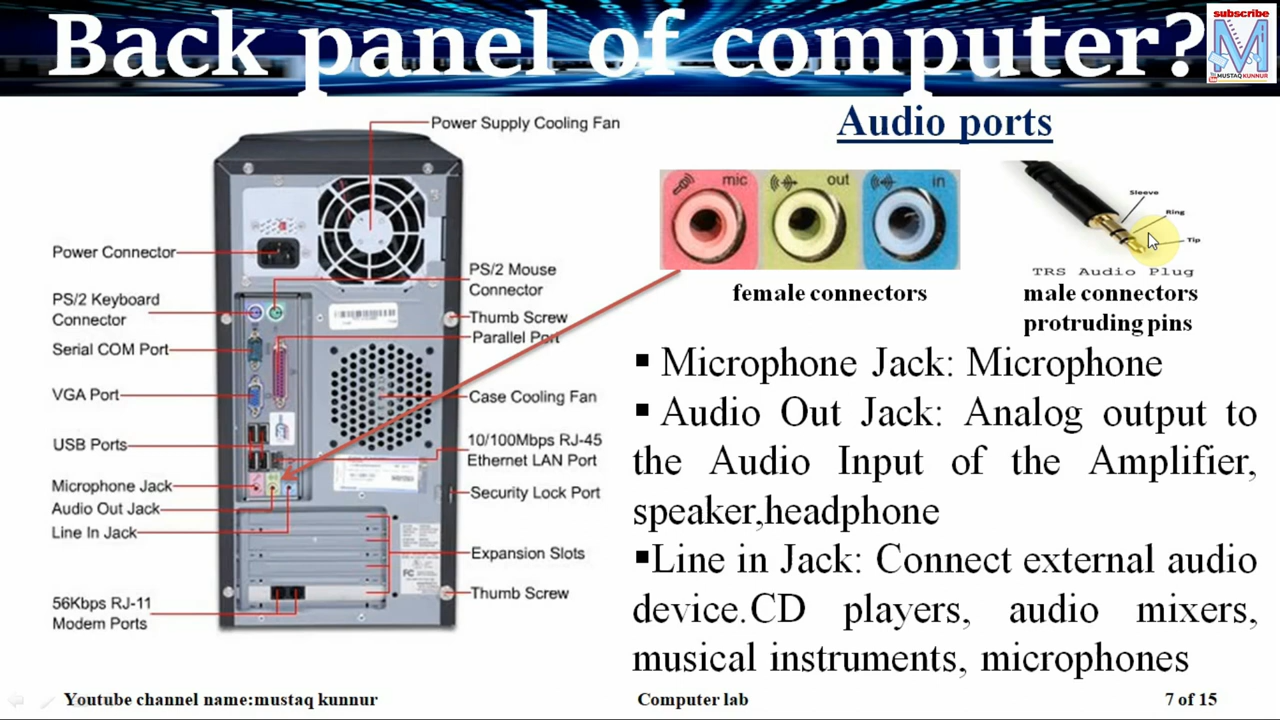 Back panel of computer?
subscribe
MUSTAQ KUNNUR
Audio ports
Power Supply Cooling Fan
Power Connector
PS/2 Keyboard
Connector
Serial COM Port
VGA Port
USB Ports
Microphone Jack
Audio Out Jack
Line In Jack
56Kbps RJ-11
Modem Ports
PS/2 Mouse
Connector
Thumb Screw
Parallel Port
Case Cooling Fan
10/100Mbps RJ-45
Ethernet LAN Port
Security Lock Port
Expansion Slots
Thumb Screw
FC
mic
out
in
female connectors
Sleeve
Ring
Tip
TRS Audio Plug
male connectors
protruding pins
▪ Microphone Jack: Microphone
▪ Audio Out Jack: Analog output to
the Audio Input of the Amplifier,
speaker,headphone
▪Line in Jack: Connect external audio
device.CD players, audio mixers,
musical instruments, microphones
Youtube channel name:mustaq kunnur
Computer lab
7 of 15